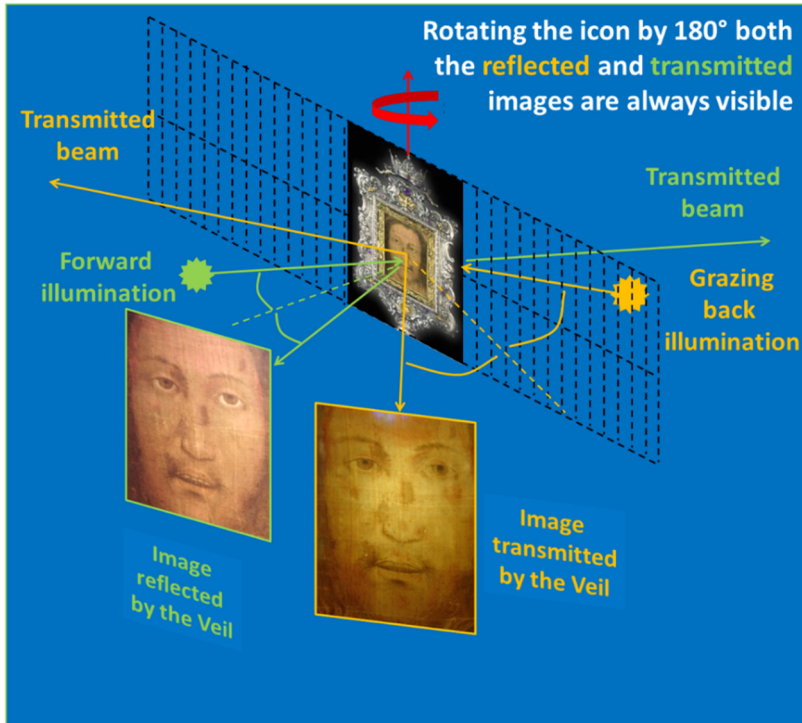 Rotating the icon by 180° both
the reflected and transmitted
images are always visible
Transmitted
beam
Transmitted
beam
Forward
illumination
Grazing
back
illumination
Image
reflected
by the Veil
Image
transmitted
by the Veil